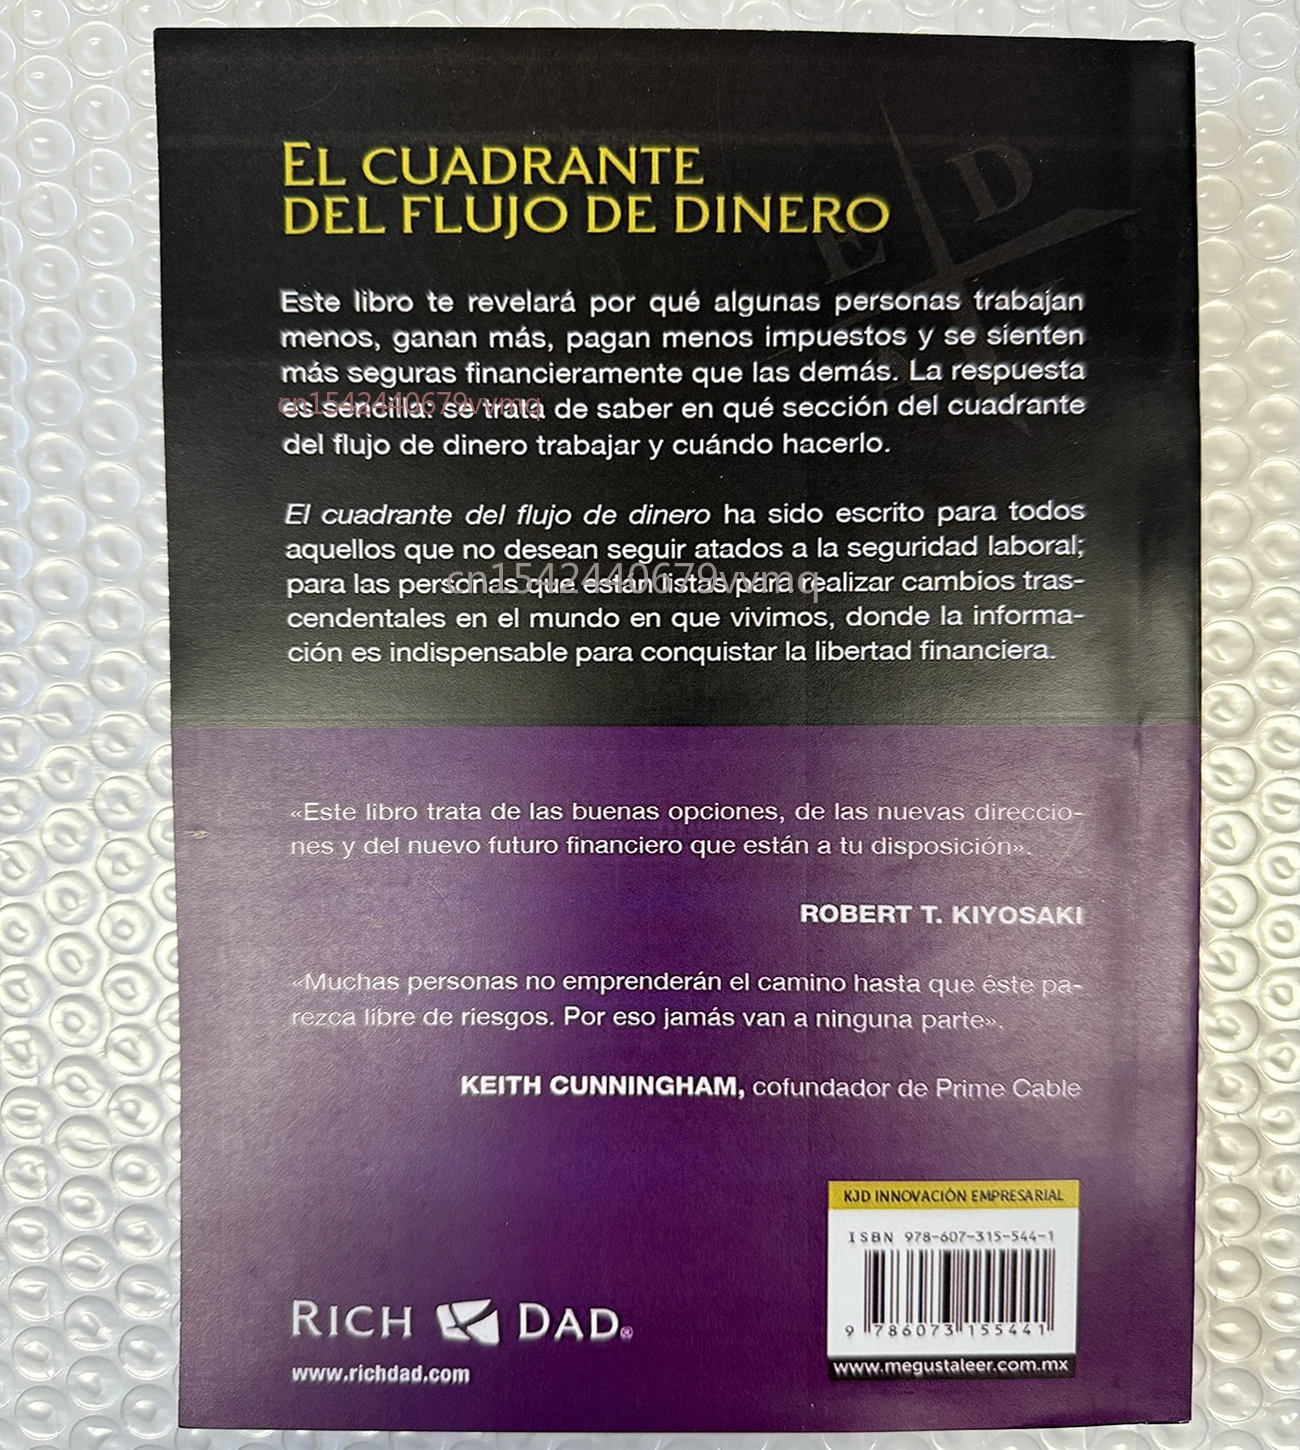 EL CUADRANTE
DEL FLUJO DE DINERO
E D
Este libro te revelará por qué algunas personas trabajan
menos, ganan más, pagan menos impuestos y se sienten
más seguras financieramente que las demás. La respuesta
es sencilla: se trata de saber en qué sección del cuadrante
cn1542440679vvmq
del flujo de dinero trabajar y cuándo hacerlo.
El cuadrante del flujo de dinero ha sido escrito para todos
aquellos que no desean seguir atados a la seguridad laboral;
para las personas que están listas para realizar cambios tras-
cn1542440679vvmq
cendentales en el mundo en que vivimos, donde la informa-
ción es indispensable para conquistar la libertad financiera.
«Este libro trata de las buenas opciones, de las nuevas direccio-
nes y del nuevo futuro financiero que están a tu disposición».
ROBERT T. KIYOSAKI
«Muchas personas no emprenderán el camino hasta que éste pa-
rezca libre de riesgos. Por eso jamás van a ninguna parte».
KEITH CUNNINGHAM, cofundador de Prime Cable
KJD INNOVACIÓN EMPRESARIAL
ISBN 978-607-315-544-1
9 786073 155441
www.megustaleer.com.mx
RICH DAD®
www.richdad.com